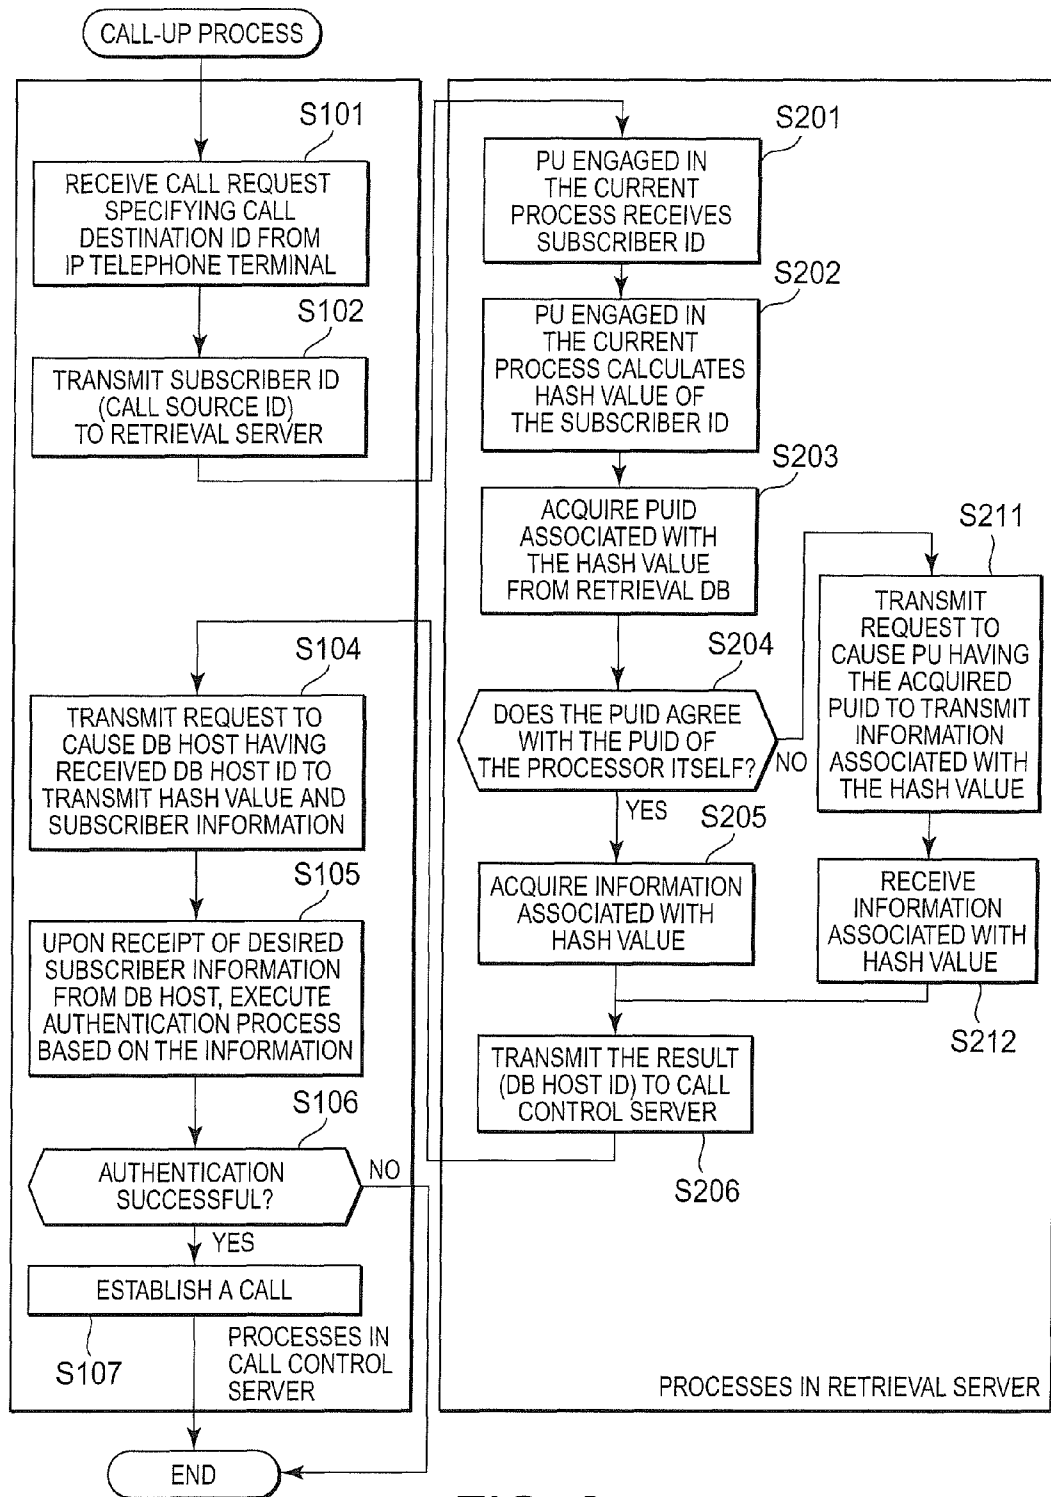 CALL-UP PROCESS
S101
RECEIVE CALL REQUEST
SPECIFYING CALL
DESTINATION ID FROM
IP TELEPHONE TERMINAL
S102
TRANSMIT SUBSCRIBER ID
(CALL SOURCE ID)
TO RETRIEVAL SERVER
S201
PU ENGAGED IN
THE CURRENT
PROCESS RECEIVES
SUBSCRIBER ID
S202
PU ENGAGED IN
THE CURRENT
PROCESS CALCULATES
HASH VALUE OF
THE SUBSCRIBER ID
S203
ACQUIRE PUID
ASSOCIATED WITH
THE HASH VALUE
FROM RETRIEVAL DB
S204
DOES THE PUID AGREE
WITH THE PUID OF
THE PROCESSOR ITSELF?
NO
YES
S211
TRANSMIT
REQUEST TO
CAUSE PU HAVING
THE ACQUIRED
PUID TO TRANSMIT
INFORMATION
ASSOCIATED WITH
THE HASH VALUE
S205
ACQUIRE INFORMATION
ASSOCIATED WITH
HASH VALUE
RECEIVE
INFORMATION
ASSOCIATED WITH
HASH VALUE
S212
TRANSMIT THE RESULT
(DB HOST ID) TO CALL
CONTROL SERVER
S206
S104
TRANSMIT REQUEST TO
CAUSE DB HOST HAVING
RECEIVED DB HOST ID TO
TRANSMIT HASH VALUE AND
SUBSCRIBER INFORMATION
S105
UPON RECEIPT OF DESIRED
SUBSCRIBER INFORMATION
FROM DB HOST, EXECUTE
AUTHENTICATION PROCESS
BASED ON THE INFORMATION
S106
AUTHENTICATION
SUCCESSFUL?
NO
YES
ESTABLISH A CALL
S107
PROCESSES IN
CALL CONTROL
SERVER
PROCESSES IN RETRIEVAL SERVER
END